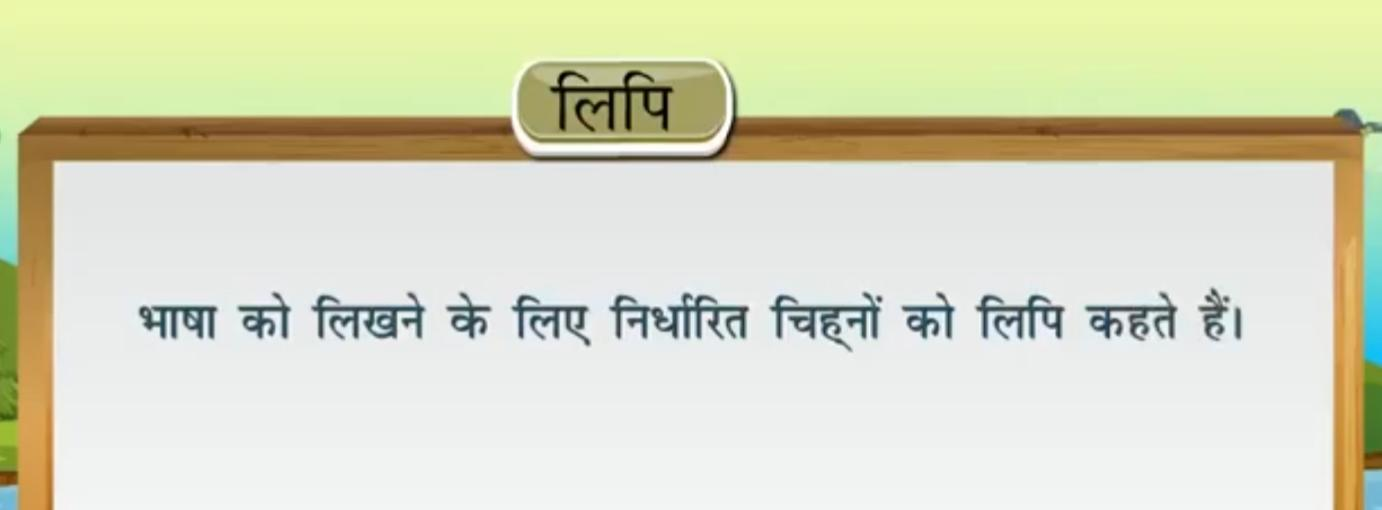 लिपि
भाषा को लिखने के लिए निर्धारित चिह्‌नों को लिपि कहते हैं।